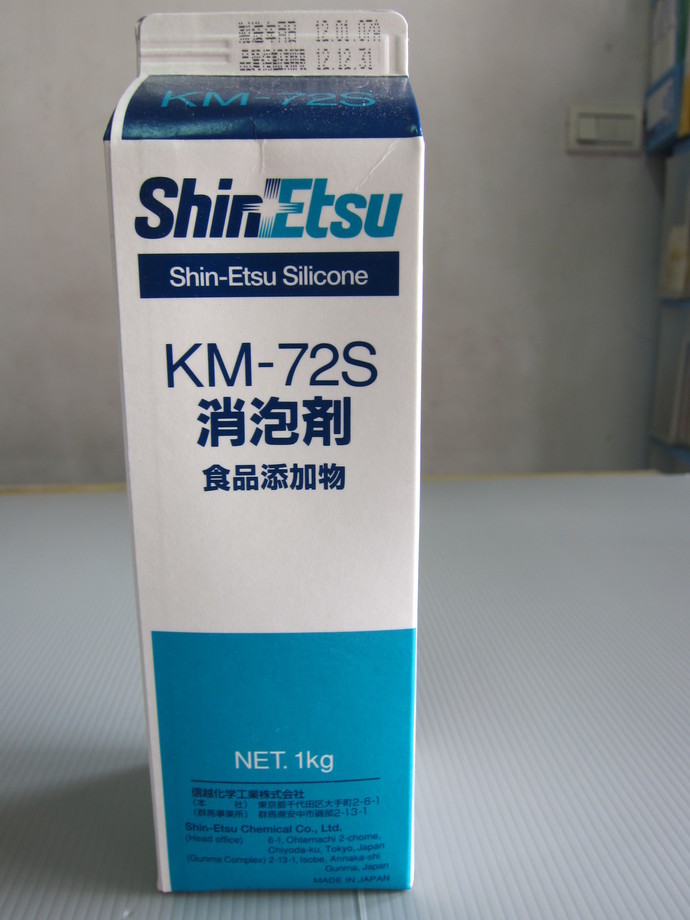 製造年月日 12.01.07A
品質保証期限 12.12.31
KM-72S
ShinEtsu
Shin-Etsu Silicone
KM-72S
消泡剤
食品添加物
NET. 1kg
信越化学工業株式会社
（本　　社） 東京都千代田区大手町2-6-1
（群馬事業所） 群馬県安中市磯部2-13-1
Shin-Etsu Chemical Co., Ltd.
(Head office) 6-1, Ohtemachi 2-chome,
Chiyoda-ku, Tokyo, Japan
(Gunma Complex) 2-13-1, Isobe, Annaka-shi
Gunma, Japan
MADE IN JAPAN